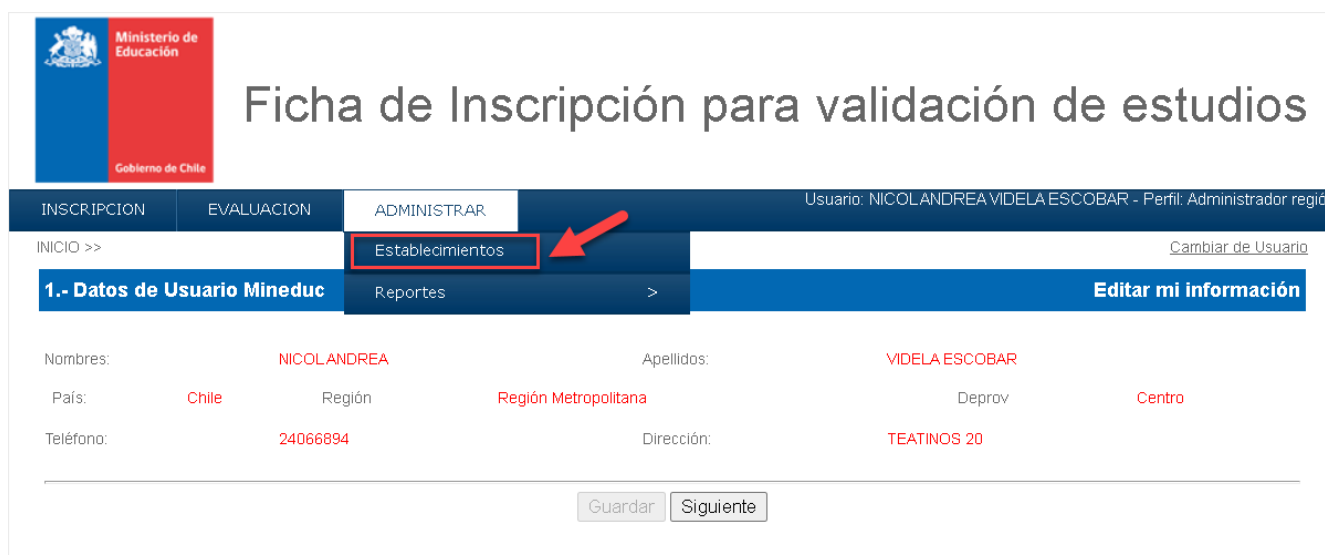 Ministerio de
Educación
Gobierno de Chile
Ficha de Inscripción para validación de estudios
INSCRIPCION EVALUACION ADMINISTRAR Usuario: NICOLANDREA VIDELA ESCOBAR - Perfil: Administrador regió
INICIO >> Establecimientos Cambiar de Usuario
1.- Datos de Usuario Mineduc Reportes > Editar mi información
Nombres: NICOLANDREA Apellidos: VIDELA ESCOBAR
País: Chile Región Región Metropolitana Deprov Centro
Teléfono: 24066894 Dirección: TEATINOS 20
Guardar Siguiente